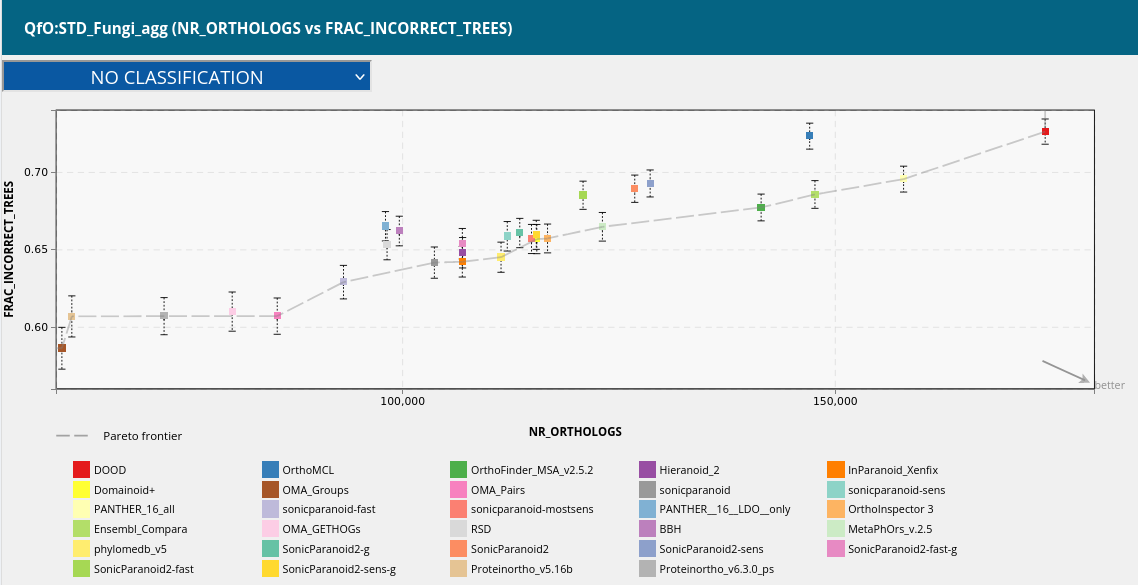 QfO:STD_Fungi_agg (NR_ORTHOLOGS vs FRAC_INCORRECT_TREES)
NO CLASSIFICATION
FRAC_INCORRECT_TREES
0.70
0.65
0.60
better
100,000
150,000
NR_ORTHOLOGS
Pareto frontier
DOOD OrthoMCL OrthoFinder_MSA_v2.5.2 Hieranoid_2 InParanoid_Xenfix
Domainoid+ OMA_Groups OMA_Pairs sonicparanoid sonicparanoid-sens
PANTHER_16_all sonicparanoid-fast sonicparanoid-mostsens PANTHER__16__LDO__only OrthoInspector 3
Ensembl_Compara OMA_GETHOGs RSD BBH MetaPhOrs_v.2.5
phylomedb_v5 SonicParanoid2-g SonicParanoid2 SonicParanoid2-sens SonicParanoid2-fast-g
SonicParanoid2-fast SonicParanoid2-sens-g Proteinortho_v5.16b Proteinortho_v6.3.0_ps